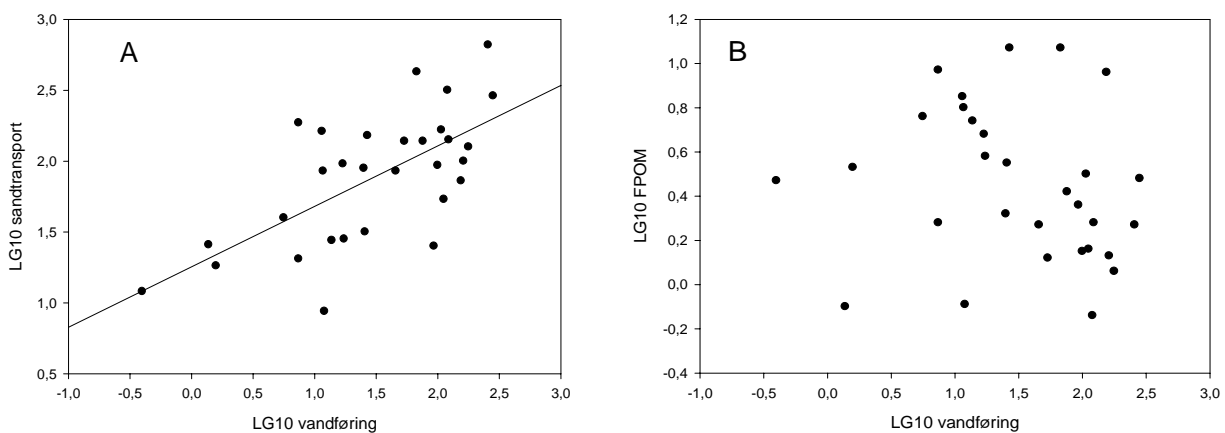 A
LG10 sandtransport
3,0
2,5
2,0
1,5
1,0
0,5
-1,0 -0,5 0,0 0,5 1,0 1,5 2,0 2,5 3,0
LG10 vandføring
B
LG10 FPOM
1,2
1,0
0,8
0,6
0,4
0,2
0,0
-0,2
-0,4
-1,0 -0,5 0,0 0,5 1,0 1,5 2,0 2,5 3,0
LG10 vandføring